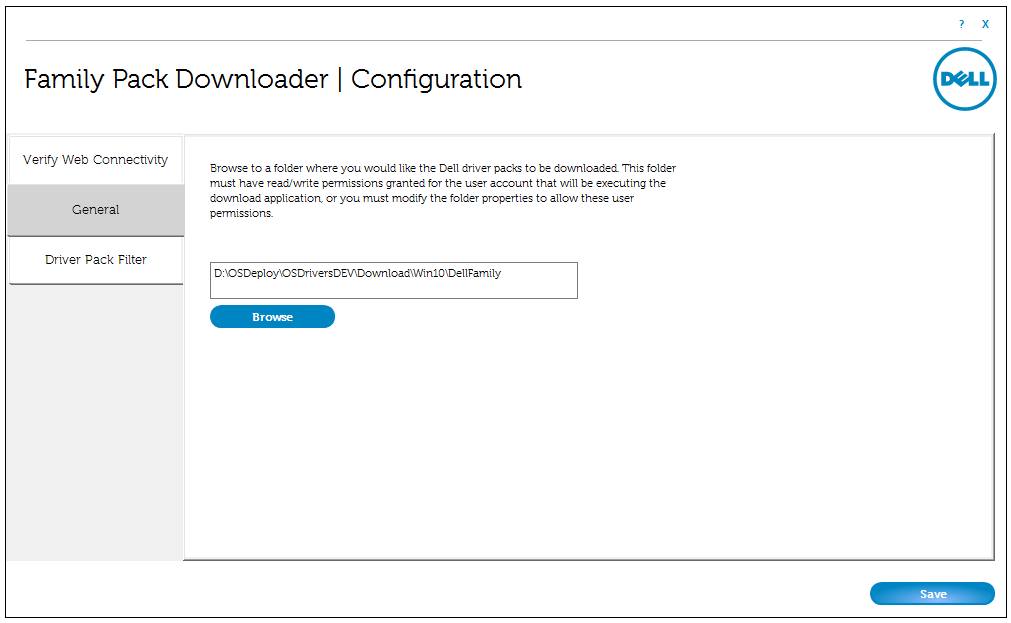 ? X
Family Pack Downloader | Configuration
DELL
Verify Web Connectivity
General
Driver Pack Filter
Browse to a folder where you would like the Dell driver packs to be downloaded. This folder
must have read/write permissions granted for the user account that will be executing the
download application, or you must modify the folder properties to allow these user
permissions.
D:\OSDeploy\OSDriversDEV\Download\Win10\DellFamily
Browse
Save